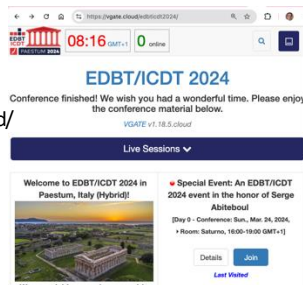 https://vgate.cloud/edbticdt2024/
EDBT
ICDT
PAESTUM 2024
08:16 GMT+1
0 online
EDBT/ICDT 2024
Conference finished! We wish you had a wonderful time. Please enjoy
the conference material below.
d/
VGATE v1.18.5.cloud
Live Sessions
Welcome to EDBT/ICDT 2024 in
Paestum, Italy (Hybrid)!
Special Event: An EDBT/ICDT
2024 event in the honor of Serge
Abiteboul
[Day 0 - Conference: Sun., Mar. 24, 2024,
Room: Saturno, 16:00-19:00 GMT+1]
Details
Join
Last Visited